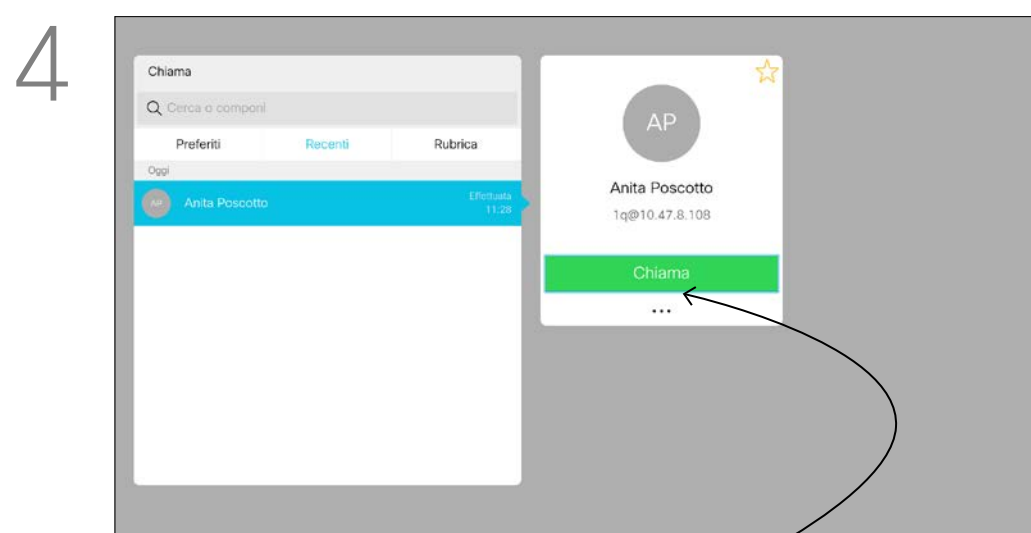 4
Chiama
Cerca o componi
Preferiti Recenti Rubrica
Oggi
AP Anita Poscotto Effettuata
11:28
AP
Anita Poscotto
1q@10.47.8.108
Chiama
...